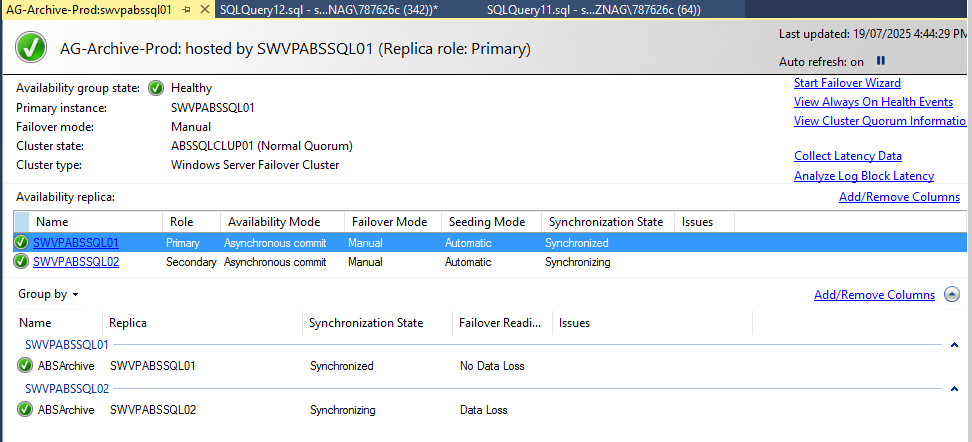 AG-Archive-Prod:swvpabssql01 SQLQuery12.sql - s...NAG\787626c (342))* SQLQuery11.sql - s...ZNAG\787626c (64))
AG-Archive-Prod: hosted by SWVPABSSQL01 (Replica role: Primary)
Last updated: 19/07/2025 4:44:29 PM
Auto refresh: on
Availability group state: Healthy
Primary instance: SWVPABSSQL01
Failover mode: Manual
Cluster state: ABSSQLCLUP01 (Normal Quorum)
Cluster type: Windows Server Failover Cluster
Start Failover Wizard
View Always On Health Events
View Cluster Quorum Informatio
Collect Latency Data
Analyze Log Block Latency
Availability replica: Add/Remove Columns
Name Role Availability Mode Failover Mode Seeding Mode Synchronization State Issues
SWVPABSSQL01 Primary Asynchronous commit Manual Automatic Synchronized
SWVPABSSQL02 Secondary Asynchronous commit Manual Automatic Synchronizing
Group by Add/Remove Columns
Name Replica Synchronization State Failover Readi... Issues
SWVPABSSQL01
ABSArchive SWVPABSSQL01 Synchronized No Data Loss
SWVPABSSQL02
ABSArchive SWVPABSSQL02 Synchronizing Data Loss